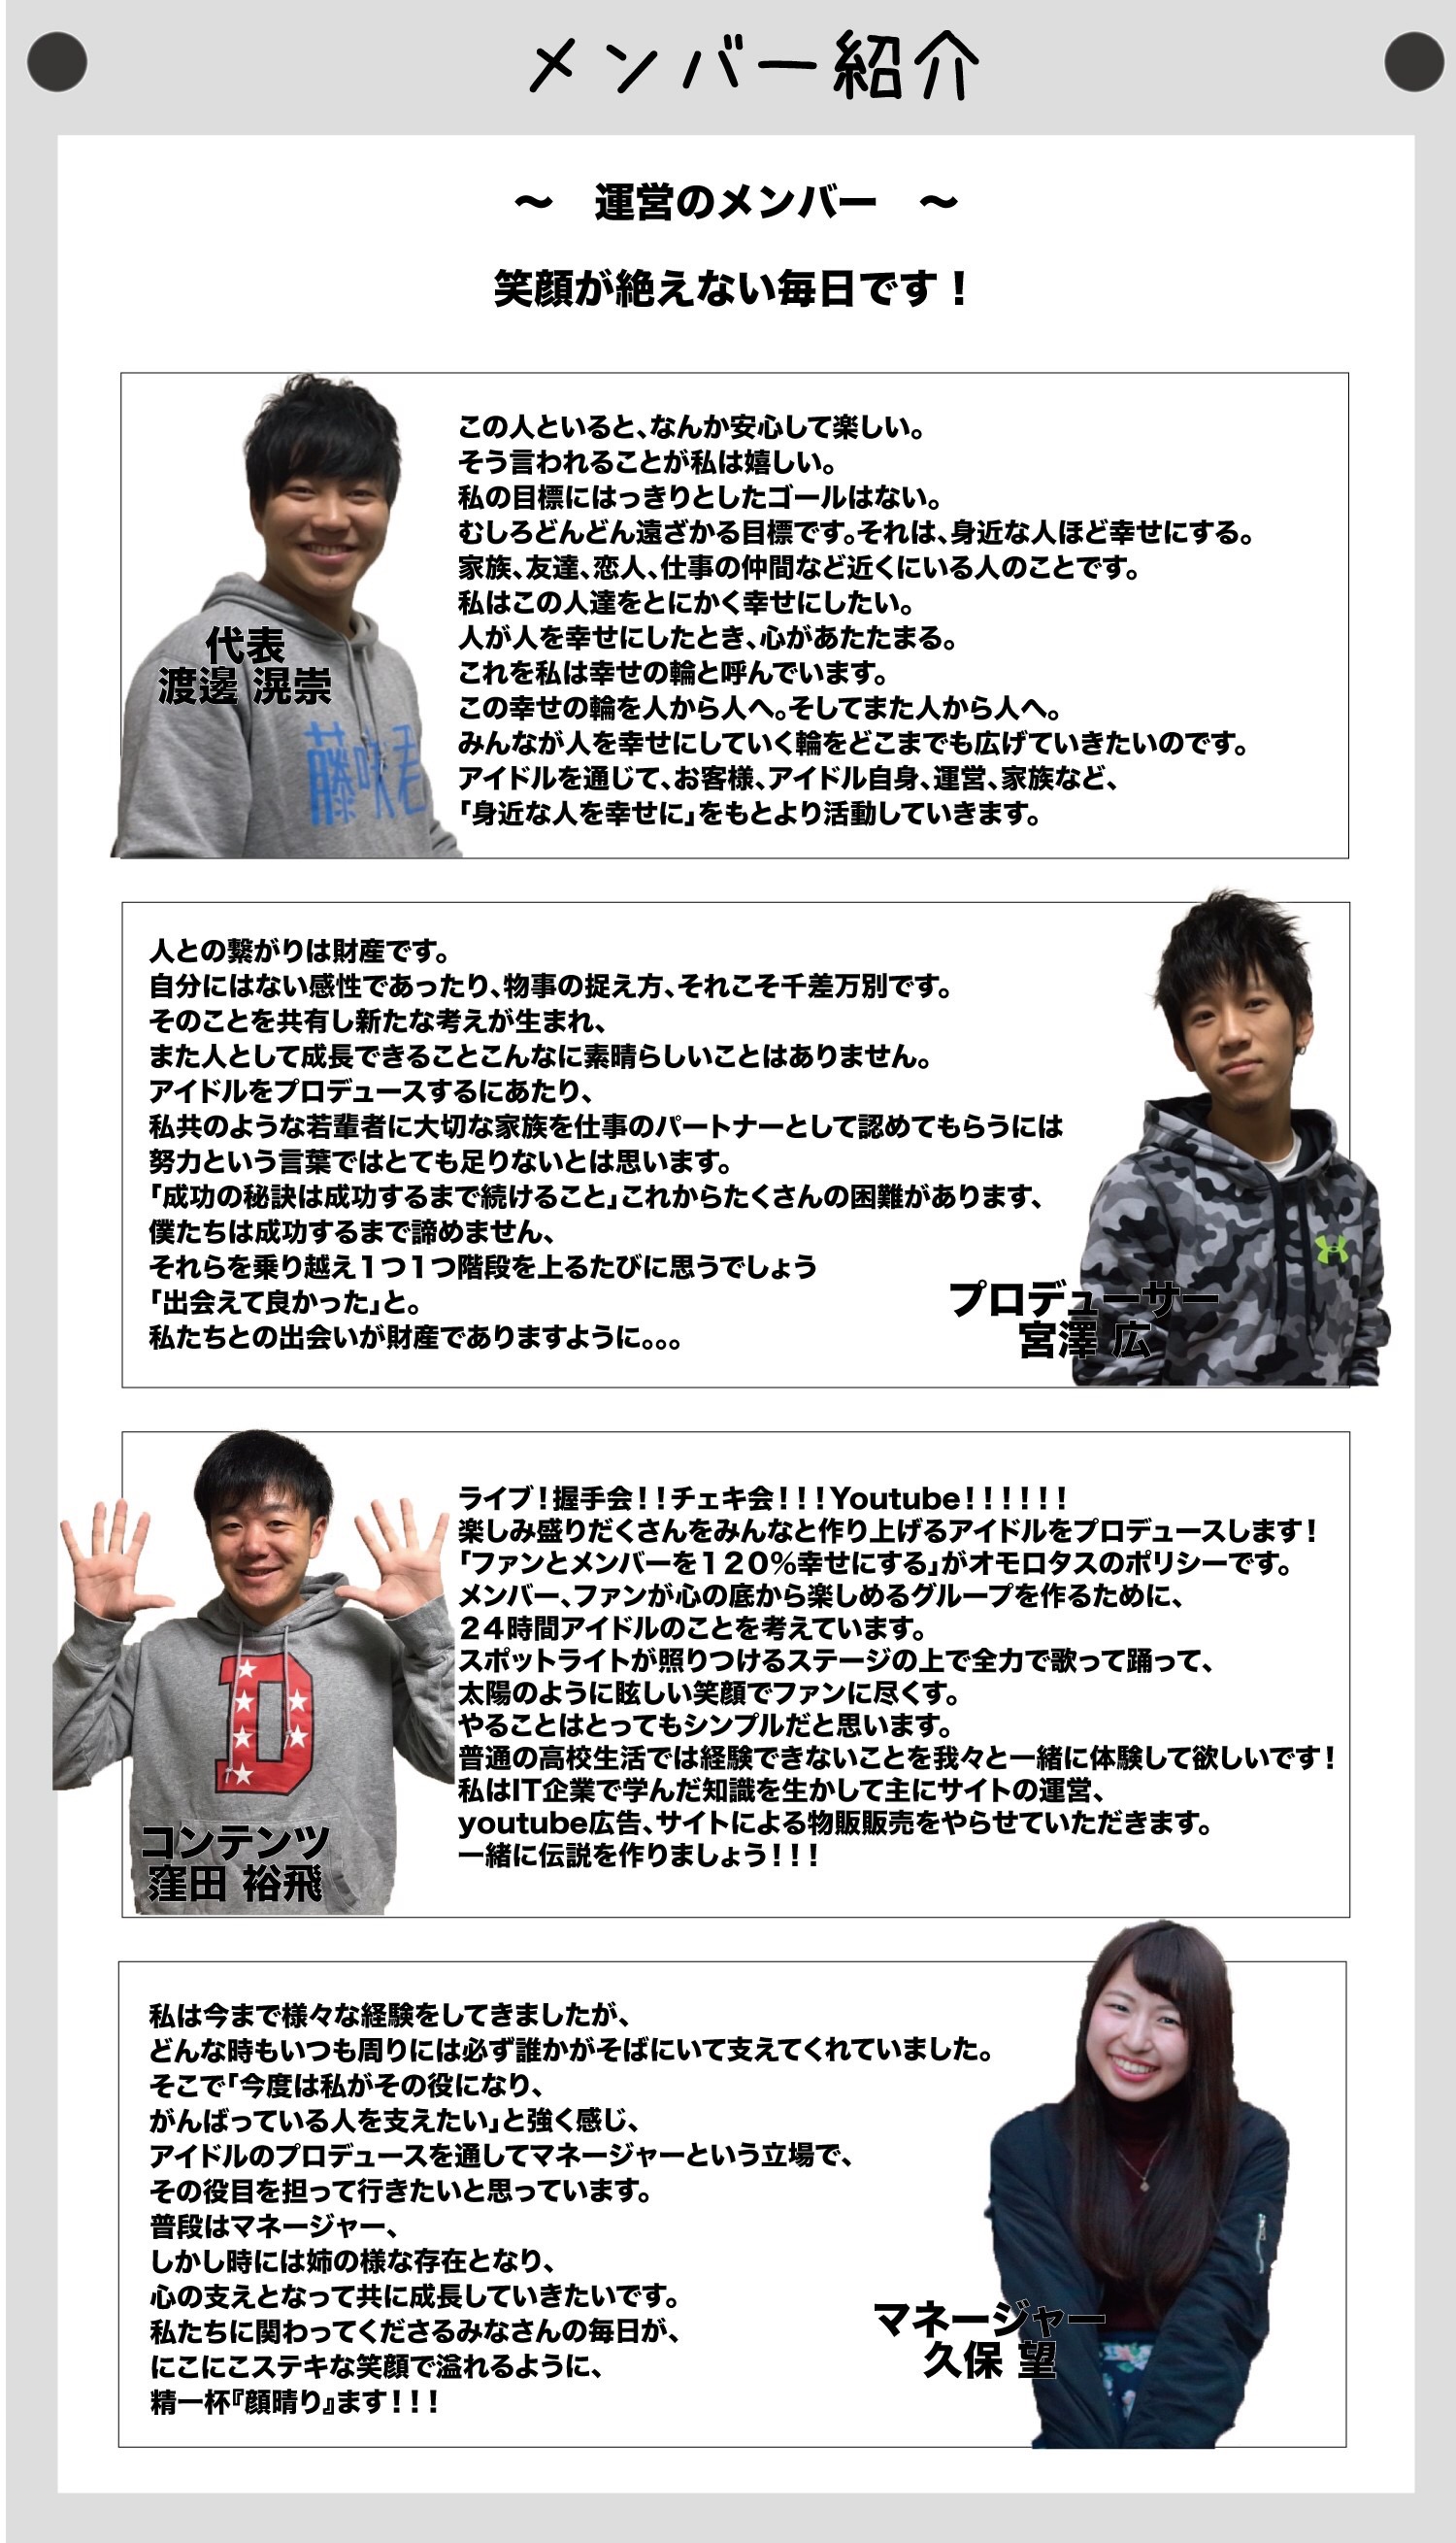 メンバー紹介
～ 運営のメンバー ～
笑顔が絶えない毎日です！
この人といると、なんか安心して楽しい。
そう言われることが私は嬉しい。
私の目標にはっきりとしたゴールはない。
むしろどんどん遠ざかる目標です。それは、身近な人ほど幸せにする。
家族、友達、恋人、仕事の仲間など近くにいる人のことです。
私はこの人達をとにかく幸せにしたい。
人が人を幸せにしたとき、心があたたまる。
これを私は幸せの輪と呼んでいます。
この幸せの輪を人から人へ。そしてまた人から人へ。
みんなが人を幸せにしていく輪をどこまでも広げていきたいのです。
アイドルを通じて、お客様、アイドル自身、運営、家族など、
「身近な人を幸せに」をもとより活動していきます。
代表
渡邊 滉崇
藤咲君
人との繋がりは財産です。
自分にはない感性であったり、物事の捉え方、それこそ千差万別です。
そのことを共有し新たな考えが生まれ、
また人として成長できることこんなに素晴らしいことはありません。
アイドルをプロデュースするにあたり、
私共のような若輩者に大切な家族を仕事のパートナーとして認めてもらうには
努力という言葉ではとても足りないとは思います。
「成功の秘訣は成功するまで続けること」これからたくさんの困難があります、
僕たちは成功するまで諦めません、
それらを乗り越え１つ１つ階段を上るたびに思うでしょう
「出会えて良かった」と。
私たちとの出会いが財産でありますように。。。
プロデューサー
宮澤 広
ライブ！握手会！！チェキ会！！！Youtube！！！！！！
楽しみ盛りだくさんをみんなと作り上げるアイドルをプロデュースします！
「ファンとメンバーを１２０％幸せにする」がオモロタスのポリシーです。
メンバー、ファンが心の底から楽しめるグループを作るために、
２４時間アイドルのことを考えています。
スポットライトが照りつけるステージの上で全力で歌って踊って、
太陽のように眩しい笑顔でファンに尽くす。
やることはとってもシンプルだと思います。
普通の高校生活では経験できないことを我々と一緒に体験して欲しいです！
私はIT企業で学んだ知識を生かして主にサイトの運営、
youtube広告、サイトによる物販販売をやらせていただきます。
一緒に伝説を作りましょう！！！
D
コンテンツ
窪田 裕飛
私は今まで様々な経験をしてきましたが、
どんな時もいつも周りには必ず誰かがそばにいて支えてくれていました。
そこで「今度は私がその役になり、
がんばっている人を支えたい」と強く感じ、
アイドルのプロデュースを通してマネージャーという立場で、
その役目を担って行きたいと思っています。
普段はマネージャー、
しかし時には姉の様な存在となり、
心の支えとなって共に成長していきたいです。
私たちに関わってくださるみなさんの毎日が、
にこにこステキな笑顔で溢れるように、
精一杯『顔晴り』ます！！！
マネージャー
久保 望